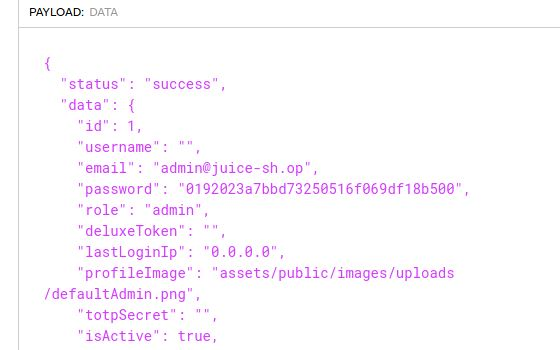 PAYLOAD: DATA
{
"status": "success",
"data": {
"id": 1,
"username": "",
"email": "admin@juice-sh.op",
"password": "0192023a7bbd73250516f069df18b500",
"role": "admin",
"deluxeToken": "",
"lastLoginIp": "0.0.0.0",
"profileImage": "assets/public/images/uploads
/defaultAdmin.png",
"totpSecret": "",
"isActive": true,